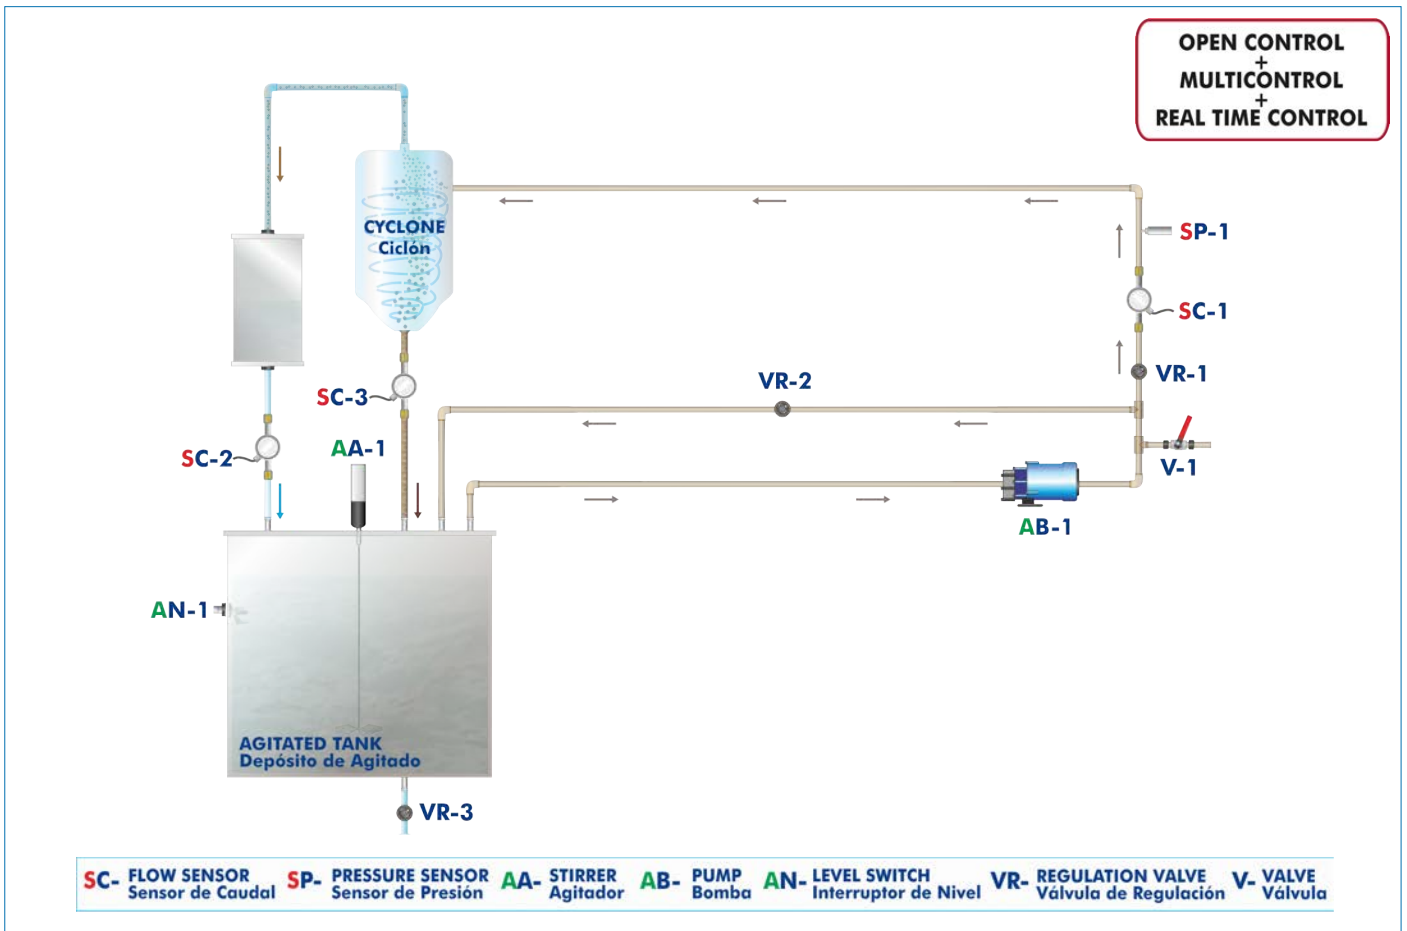 OPEN CONTROL
+
MULTICONTROL
+
REAL TIME CONTROL
CYCLONE
Ciclón
SP-1
SC-1
VR-1
VR-2
SC-3
AA-1
SC-2
V-1
AB-1
AN-1
AGITATED TANK
Depósito de Agitado
VR-3
SC- FLOW SENSOR
Sensor de Caudal
SP- PRESSURE SENSOR
Sensor de Presión
AA- STIRRER
Agitador
AB- PUMP
Bomba
AN- LEVEL SWITCH
Interruptor de Nivel
VR- REGULATION VALVE
Válvula de Regulación
V- VALVE
Válvula